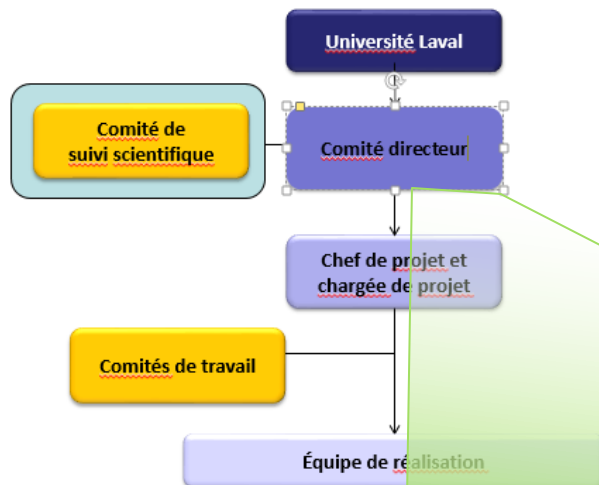 Université Laval
Comité de
suivi scientifique
Comité directeur
Chef de projet et
chargée de projet
Comités de travail
Équipe de réalisation